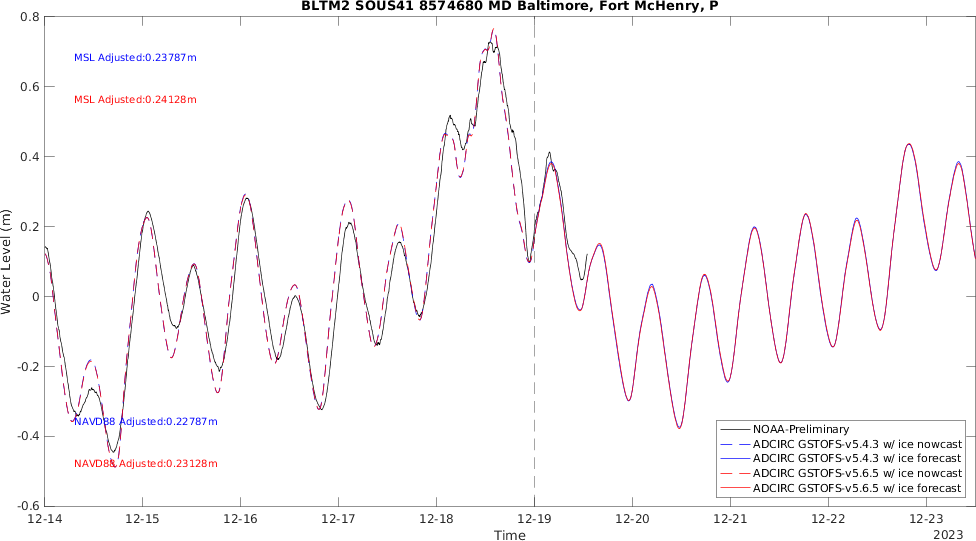 BLTM2 SOUS41 8574680 MD Baltimore, Fort McHenry, P
MSL Adjusted:0.23787m
MSL Adjusted:0.24128m
NAVD88 Adjusted:0.22787m
NAVD88 Adjusted:0.23128m
Water Level (m)
0.8
0.6
0.4
0.2
0
-0.2
-0.4
-0.6
NOAA-Preliminary
ADCIRC GSTOFS-v5.4.3 w/ ice nowcast
ADCIRC GSTOFS-v5.4.3 w/ ice forecast
ADCIRC GSTOFS-v5.6.5 w/ ice nowcast
ADCIRC GSTOFS-v5.6.5 w/ ice forecast
12-14 12-15 12-16 12-17 12-18 12-19 12-20 12-21 12-22 12-23
Time
2023